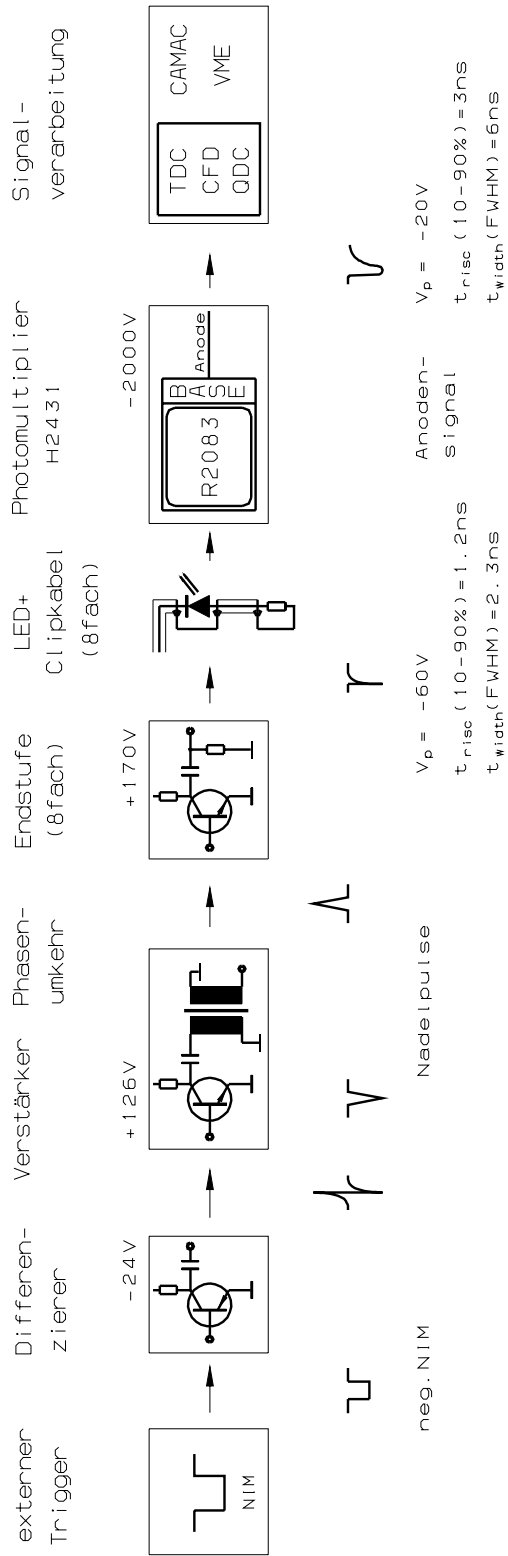 externer
Trigger
Differen-
zierer
Verstärker
Phasen-
umkehr
Endstufe
(8fach)
LED+
Clipkabel
(8fach)
Photomultiplier
H2431
Signal-
verarbeitung
NIM
-24V
+126V
+170V
-2000V
R2083
BASE
Anode
TDC
CFD
QDC
CAMAC
VME
neg.NIM
Nadelpulse
Vp = -60V
trisc(10-90%)=1.2ns
twidth(FWHM)=2.3ns
Anoden-
signal
Vp = -20V
trisc(10-90%)=3ns
twidth(FWHM)=6ns